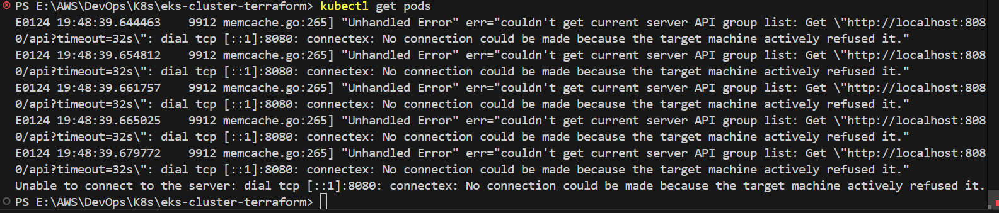 PS E:\AWS\DevOps\K8s\eks-cluster-terraform> kubectl get pods
E0124 19:48:39.644463    9912 memcache.go:265] "Unhandled Error" err="couldn't get current server API group list: Get \"http://localhost:808
0/api?timeout=32s\": dial tcp [::1]:8080: connectex: No connection could be made because the target machine actively refused it."
E0124 19:48:39.654812    9912 memcache.go:265] "Unhandled Error" err="couldn't get current server API group list: Get \"http://localhost:808
0/api?timeout=32s\": dial tcp [::1]:8080: connectex: No connection could be made because the target machine actively refused it."
E0124 19:48:39.661757    9912 memcache.go:265] "Unhandled Error" err="couldn't get current server API group list: Get \"http://localhost:808
0/api?timeout=32s\": dial tcp [::1]:8080: connectex: No connection could be made because the target machine actively refused it."
E0124 19:48:39.665025    9912 memcache.go:265] "Unhandled Error" err="couldn't get current server API group list: Get \"http://localhost:808
0/api?timeout=32s\": dial tcp [::1]:8080: connectex: No connection could be made because the target machine actively refused it."
E0124 19:48:39.679772    9912 memcache.go:265] "Unhandled Error" err="couldn't get current server API group list: Get \"http://localhost:808
0/api?timeout=32s\": dial tcp [::1]:8080: connectex: No connection could be made because the target machine actively refused it."
Unable to connect to the server: dial tcp [::1]:8080: connectex: No connection could be made because the target machine actively refused it.
PS E:\AWS\DevOps\K8s\eks-cluster-terraform>